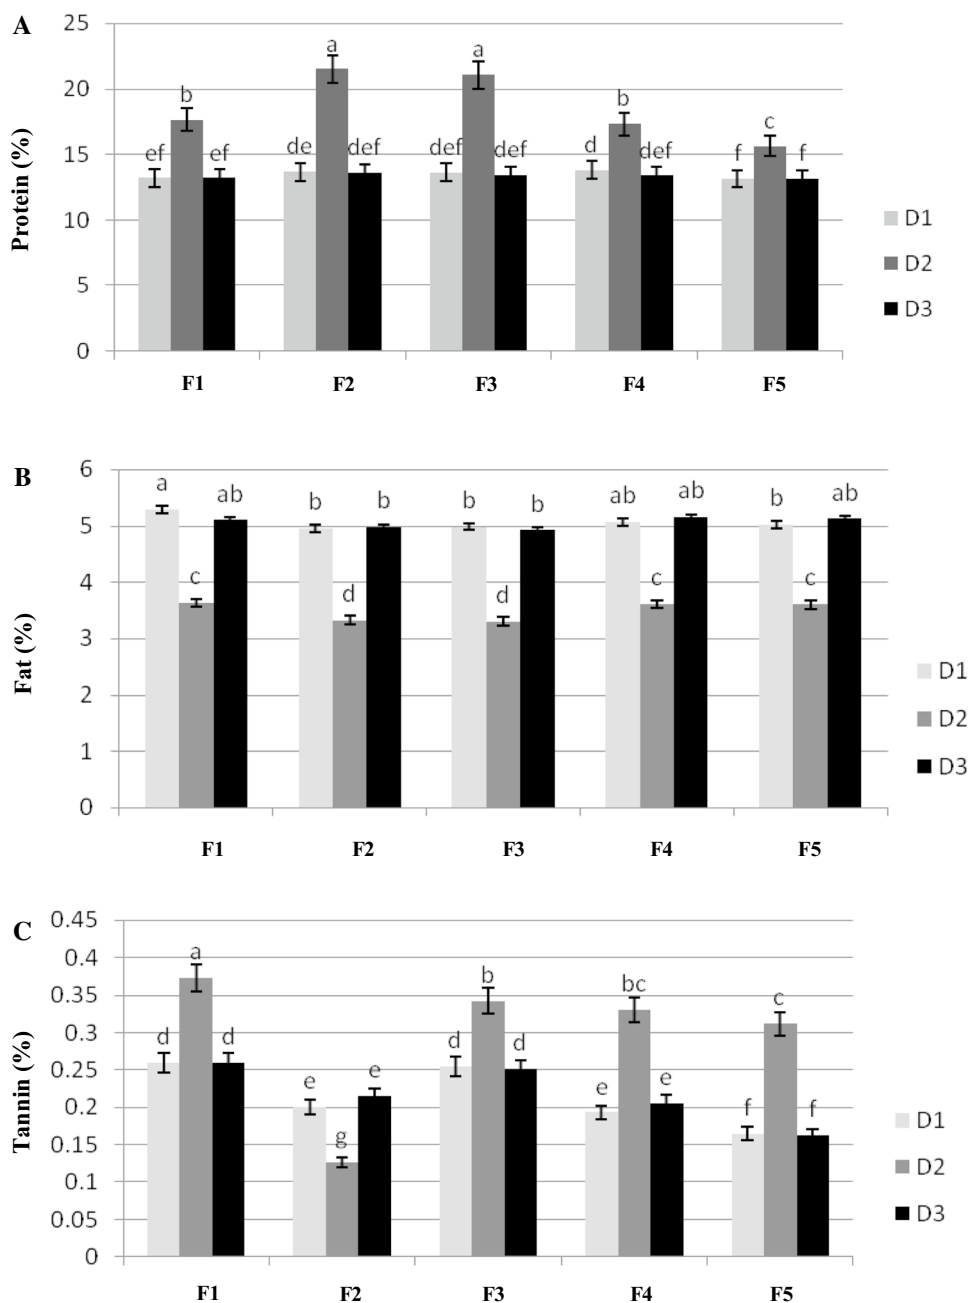 A
25
20
15
10
5
0
Protein (%)
ef b ef
de a def
def a def
d b def
f c f
F1 F2 F3 F4 F5
D1
D2
D3
B
6
5
4
3
2
1
0
Fat (%)
a c ab
b d b
b d b
ab c ab
b c ab
F1 F2 F3 F4 F5
D1
D2
D3
C
0.45
0.4
0.35
0.3
0.25
0.2
0.15
0.1
0.05
0
Tannin (%)
d a d
e g e
d b d
e bc e
f c f
F1 F2 F3 F4 F5
D1
D2
D3